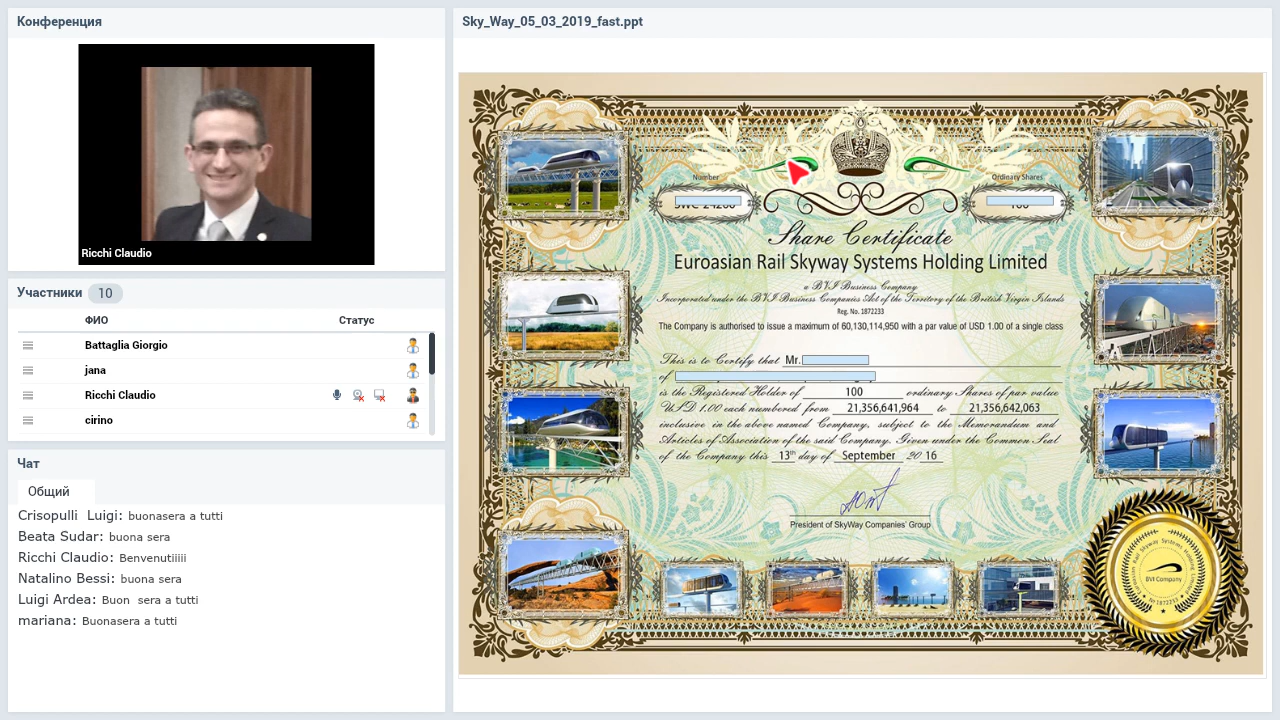 Конференция
Ricchi Claudio
Участники 10
ФИО Статус
Battaglia Giorgio
jana
Ricchi Claudio
cirino
Чат
Общий
Crisopulli Luigi: buonasera a tutti
Beata Sudar: buona sera
Ricchi Claudio: Benvenutiiiii
Natalino Bessi: buona sera
Luigi Ardea: Buon sera a tutti
mariana: Buonasera a tutti
Sky_Way_05_03_2019_fast.ppt
Number
Ordinary Shares
Share Certificate
Euroasian Rail Skyway Systems Holding Limited
a BVI Business Company
Incorporated under the BVI Business Companies Act of the Territory of the British Virgin Islands
Reg. No. 1872233
The Company is authorised to issue a maximum of 60,130,114,950 with a par value of USD 1.00 of a single class
This is to Certify that Mr.
of
is the Registered Holder of 100 ordinary Shares of par value
USD 1.00 each numbered from 21,356,641,964 to 21,356,642,063
inclusive in the above named Company, subject to the Memorandum and
Articles of Association of the said Company. Given under the Common Seal
of the Company this 13th day of September 20 16
President of SkyWay Companies' Group
BVI Company